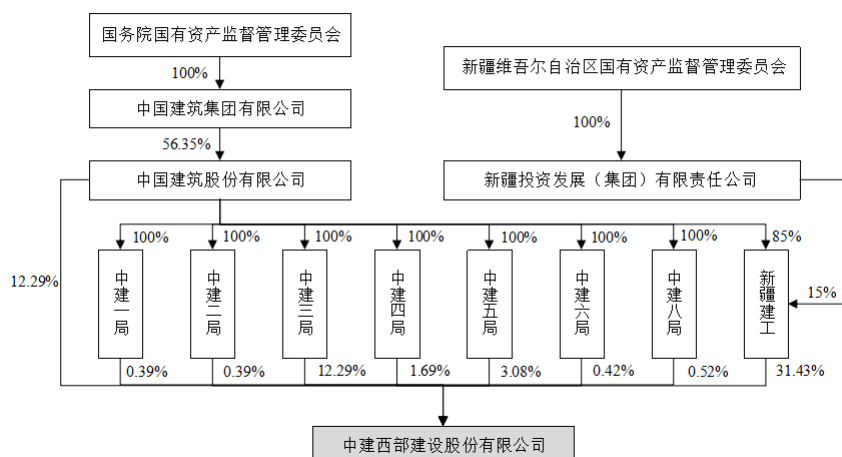 国务院国有资产监督管理委员会
新疆维吾尔自治区国有资产监督管理委员会
100%
中国建筑集团有限公司
100%
56.35%
中国建筑股份有限公司
新疆投资发展（集团）有限责任公司
100%
100%
100%
100%
100%
100%
100%
85%
12.29%
中建一局
中建二局
中建三局
中建四局
中建五局
中建六局
中建八局
新疆建工
15%
0.39%
0.39%
12.29%
1.69%
3.08%
0.42%
0.52%
31.43%
中建西部建设股份有限公司